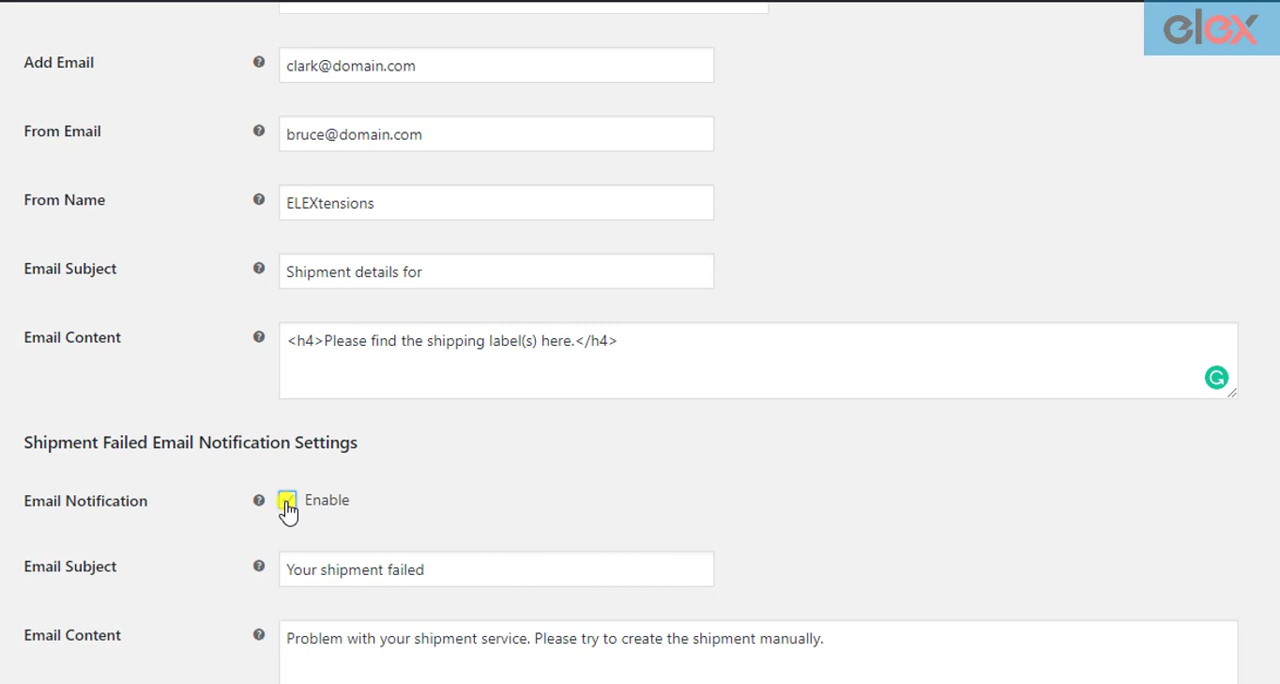 elex
Add Email
clark@domain.com
From Email
bruce@domain.com
From Name
ELEXtensions
Email Subject
Shipment details for
Email Content
<h4>Please find the shipping label(s) here.</h4>
Shipment Failed Email Notification Settings
Email Notification
Enable
Email Subject
Your shipment failed
Email Content
Problem with your shipment service. Please try to create the shipment manually.